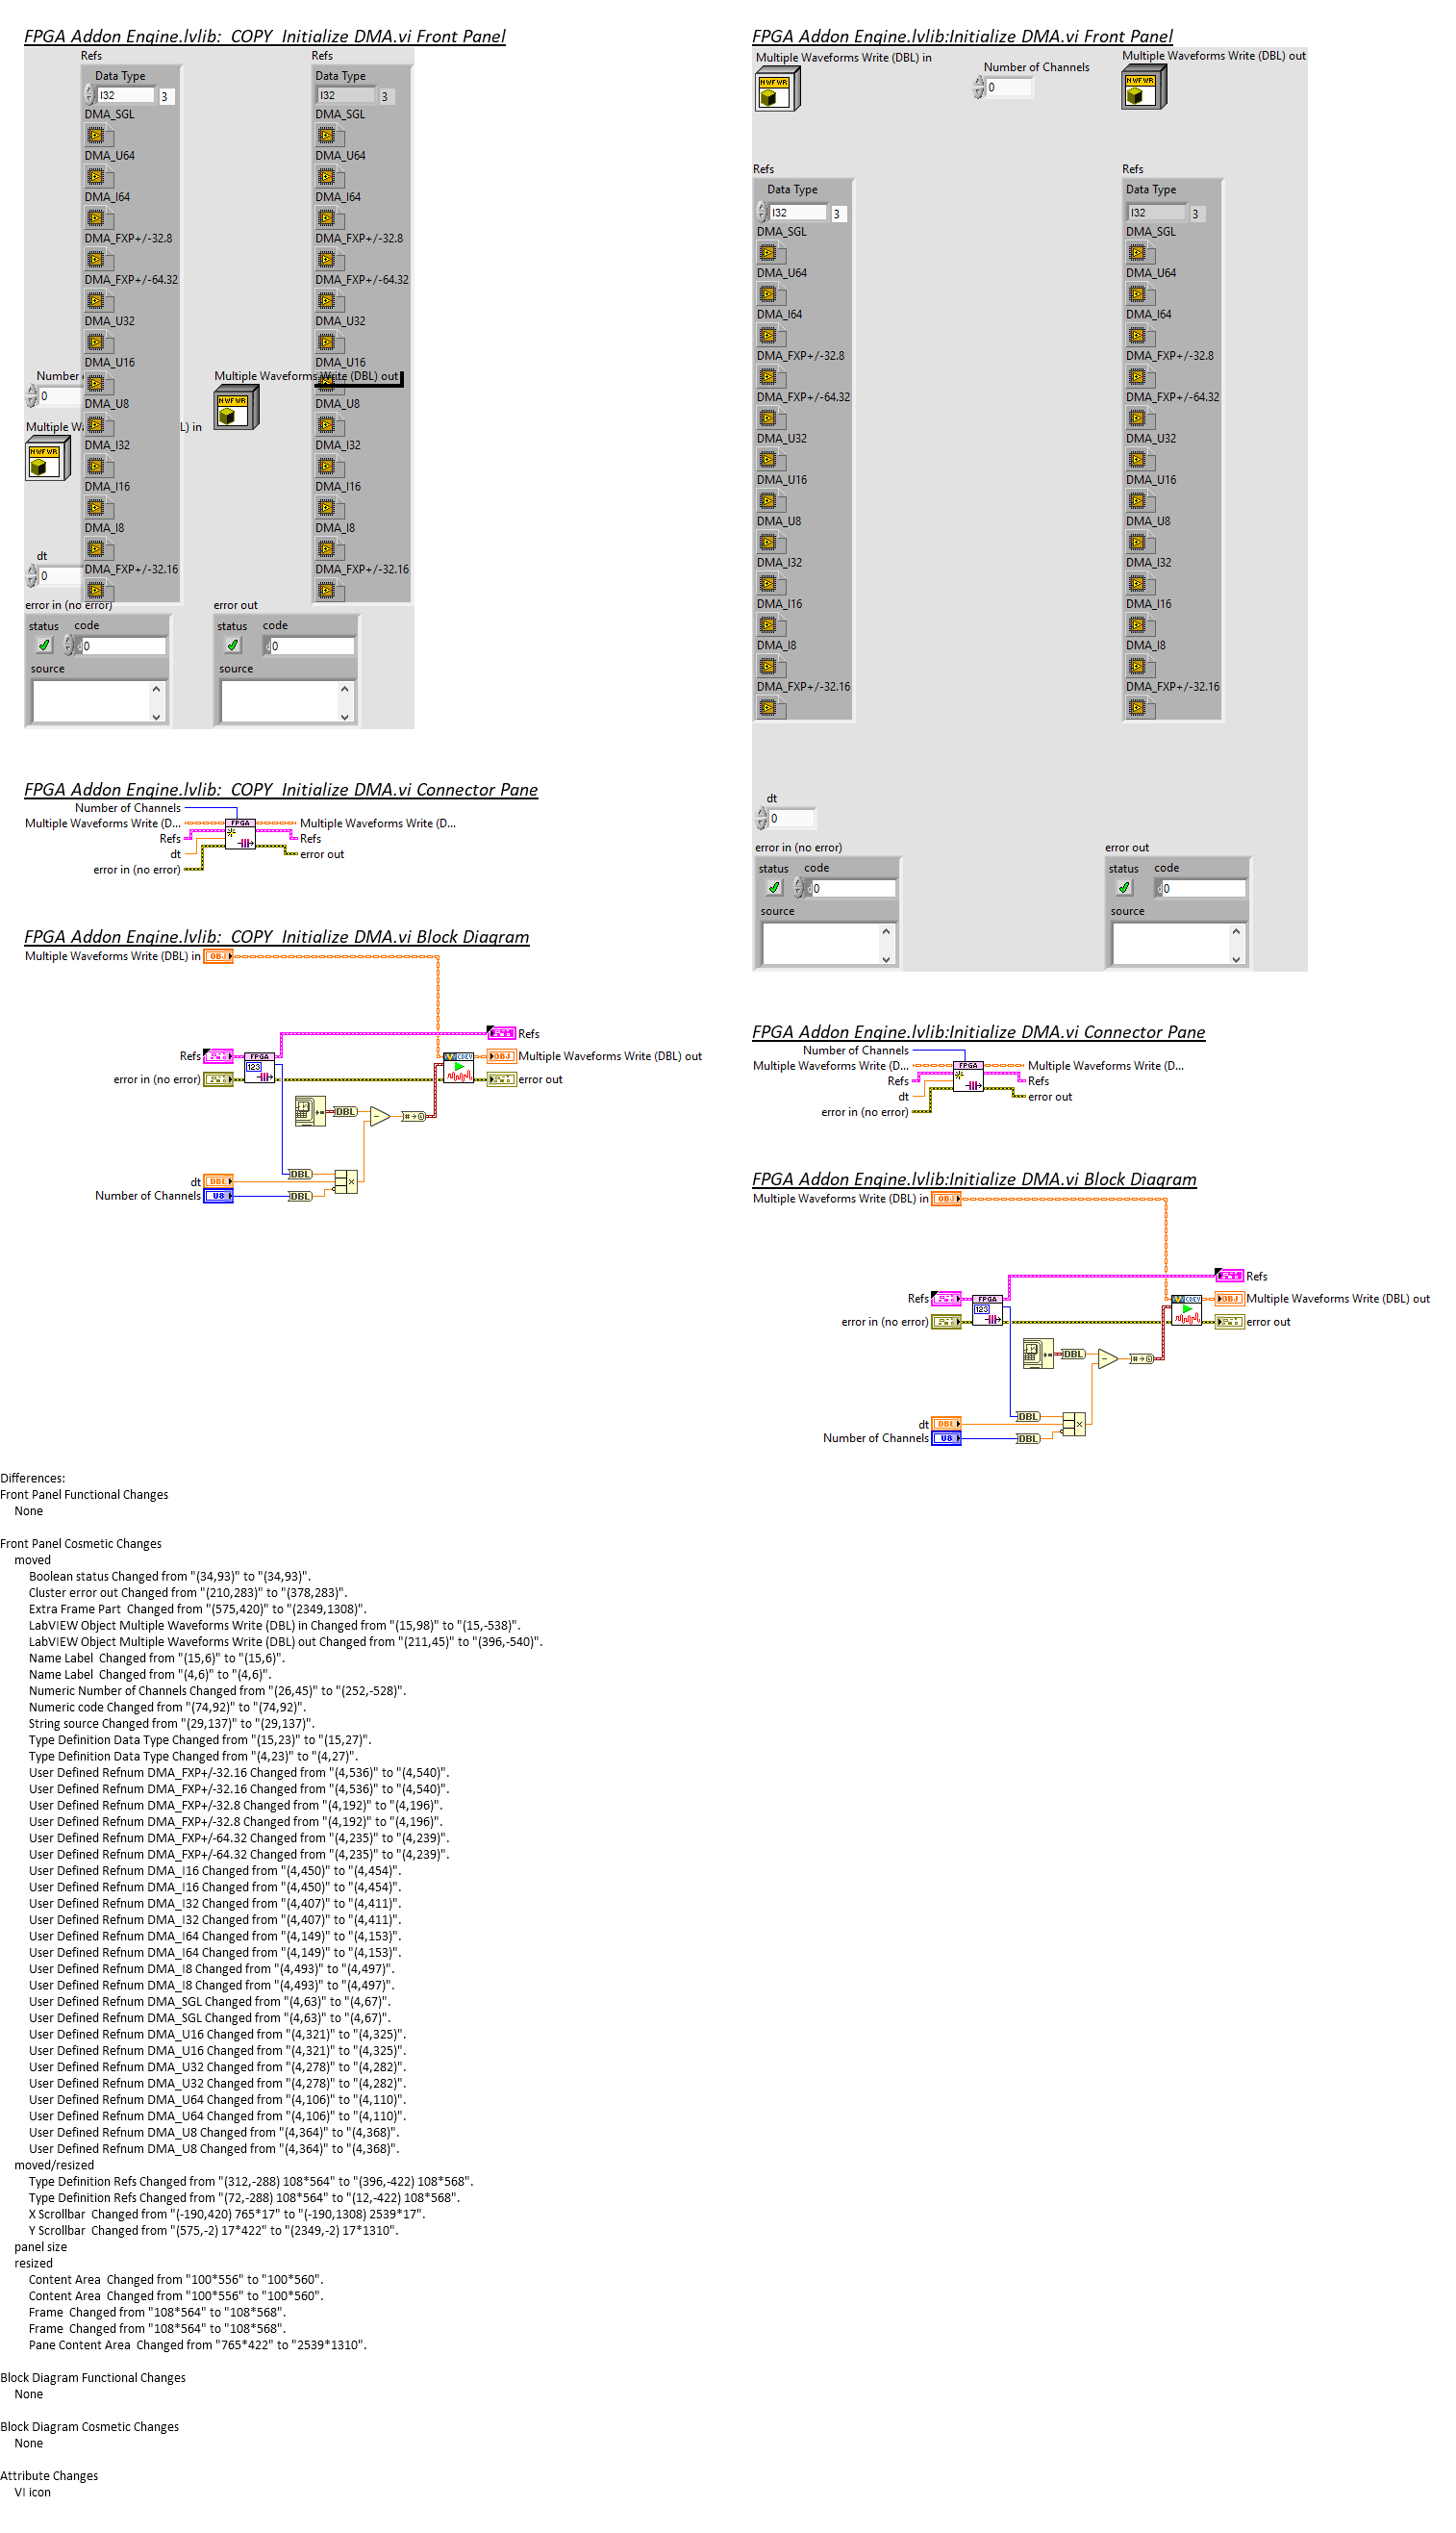 FPGA Addon Engine.lvlib:  COPY  Initialize DMA.vi Front Panel
Refs
Refs
Data Type
Data Type
I32
3
I32
3
DMA_SGL
DMA_SGL
DMA_U64
DMA_U64
DMA_I64
DMA_I64
DMA_FXP+/-32.8
DMA_FXP+/-32.8
DMA_FXP+/-64.32
DMA_FXP+/-64.32
DMA_U32
DMA_U32
DMA_U16
DMA_U16
Number
0
Multiple Waveforms Write (DBL) out
NWFWR
DMA_U8
DMA_U8
Multiple L) in
NWFWR
DMA_I32
DMA_I32
DMA_I16
DMA_I16
DMA_I8
DMA_I8
dt
0
DMA_FXP+/-32.16
DMA_FXP+/-32.16
error in (no error)
error out
status
code
status
code
d0
d0
source
source
FPGA Addon Engine.lvlib:  COPY  Initialize DMA.vi Connector Pane
Number of Channels
Multiple Waveforms Write (D...
FPGA
Multiple Waveforms Write (D...
Refs
Refs
dt
error out
error in (no error)
FPGA Addon Engine.lvlib:  COPY  Initialize DMA.vi Block Diagram
Multiple Waveforms Write (DBL) in
OBJ
Refs
Refs
FPGA
123
CDEV
OBJ
Multiple Waveforms Write (DBL) out
error in (no error)
error out
DBL
DBL
dt
DBL
Number of Channels
U8
DBL
FPGA Addon Engine.lvlib:Initialize DMA.vi Front Panel
Multiple Waveforms Write (DBL) in
NWFWR
Number of Channels
0
Multiple Waveforms Write (DBL) out
NWFWR
Refs
Refs
Data Type
Data Type
I32
3
I32
3
DMA_SGL
DMA_SGL
DMA_U64
DMA_U64
DMA_I64
DMA_I64
DMA_FXP+/-32.8
DMA_FXP+/-32.8
DMA_FXP+/-64.32
DMA_FXP+/-64.32
DMA_U32
DMA_U32
DMA_U16
DMA_U16
DMA_U8
DMA_U8
DMA_I32
DMA_I32
DMA_I16
DMA_I16
DMA_I8
DMA_I8
DMA_FXP+/-32.16
DMA_FXP+/-32.16
dt
0
error in (no error)
error out
status
code
status
code
d0
d0
source
source
FPGA Addon Engine.lvlib:Initialize DMA.vi Connector Pane
Number of Channels
Multiple Waveforms Write (D...
FPGA
Multiple Waveforms Write (D...
Refs
Refs
dt
error out
error in (no error)
FPGA Addon Engine.lvlib:Initialize DMA.vi Block Diagram
Multiple Waveforms Write (DBL) in
OBJ
Refs
Refs
FPGA
123
CDEV
OBJ
Multiple Waveforms Write (DBL) out
error in (no error)
error out
DBL
DBL
dt
DBL
Number of Channels
U8
DBL
Differences:
Front Panel Functional Changes
None
Front Panel Cosmetic Changes
moved
Boolean status Changed from "(34,93)" to "(34,93)".
Cluster error out Changed from "(210,283)" to "(378,283)".
Extra Frame Part  Changed from "(575,420)" to "(2349,1308)".
LabVIEW Object Multiple Waveforms Write (DBL) in Changed from "(15,98)" to "(15,-538)".
LabVIEW Object Multiple Waveforms Write (DBL) out Changed from "(211,45)" to "(396,-540)".
Name Label  Changed from "(15,6)" to "(15,6)".
Name Label  Changed from "(4,6)" to "(4,6)".
Numeric Number of Channels Changed from "(26,45)" to "(252,-528)".
Numeric code Changed from "(74,92)" to "(74,92)".
String source Changed from "(29,137)" to "(29,137)".
Type Definition Data Type Changed from "(15,23)" to "(15,27)".
Type Definition Data Type Changed from "(4,23)" to "(4,27)".
User Defined Refnum DMA_FXP+/-32.16 Changed from "(4,536)" to "(4,540)".
User Defined Refnum DMA_FXP+/-32.16 Changed from "(4,536)" to "(4,540)".
User Defined Refnum DMA_FXP+/-32.8 Changed from "(4,192)" to "(4,196)".
User Defined Refnum DMA_FXP+/-32.8 Changed from "(4,192)" to "(4,196)".
User Defined Refnum DMA_FXP+/-64.32 Changed from "(4,235)" to "(4,239)".
User Defined Refnum DMA_FXP+/-64.32 Changed from "(4,235)" to "(4,239)".
User Defined Refnum DMA_I16 Changed from "(4,450)" to "(4,454)".
User Defined Refnum DMA_I16 Changed from "(4,450)" to "(4,454)".
User Defined Refnum DMA_I32 Changed from "(4,407)" to "(4,411)".
User Defined Refnum DMA_I32 Changed from "(4,407)" to "(4,411)".
User Defined Refnum DMA_I64 Changed from "(4,149)" to "(4,153)".
User Defined Refnum DMA_I64 Changed from "(4,149)" to "(4,153)".
User Defined Refnum DMA_I8 Changed from "(4,493)" to "(4,497)".
User Defined Refnum DMA_I8 Changed from "(4,493)" to "(4,497)".
User Defined Refnum DMA_SGL Changed from "(4,63)" to "(4,67)".
User Defined Refnum DMA_SGL Changed from "(4,63)" to "(4,67)".
User Defined Refnum DMA_U16 Changed from "(4,321)" to "(4,325)".
User Defined Refnum DMA_U16 Changed from "(4,321)" to "(4,325)".
User Defined Refnum DMA_U32 Changed from "(4,278)" to "(4,282)".
User Defined Refnum DMA_U32 Changed from "(4,278)" to "(4,282)".
User Defined Refnum DMA_U64 Changed from "(4,106)" to "(4,110)".
User Defined Refnum DMA_U64 Changed from "(4,106)" to "(4,110)".
User Defined Refnum DMA_U8 Changed from "(4,364)" to "(4,368)".
User Defined Refnum DMA_U8 Changed from "(4,364)" to "(4,368)".
moved/resized
Type Definition Refs Changed from "(312,-288) 108*564" to "(396,-422) 108*568".
Type Definition Refs Changed from "(72,-288) 108*564" to "(12,-422) 108*568".
X Scrollbar  Changed from "(-190,420) 765*17" to "(-190,1308) 2539*17".
Y Scrollbar  Changed from "(575,-2) 17*422" to "(2349,-2) 17*1310".
panel size
resized
Content Area  Changed from "100*556" to "100*560".
Content Area  Changed from "100*556" to "100*560".
Frame  Changed from "108*564" to "108*568".
Frame  Changed from "108*564" to "108*568".
Pane Content Area  Changed from "765*422" to "2539*1310".
Block Diagram Functional Changes
None
Block Diagram Cosmetic Changes
None
Attribute Changes
VI icon